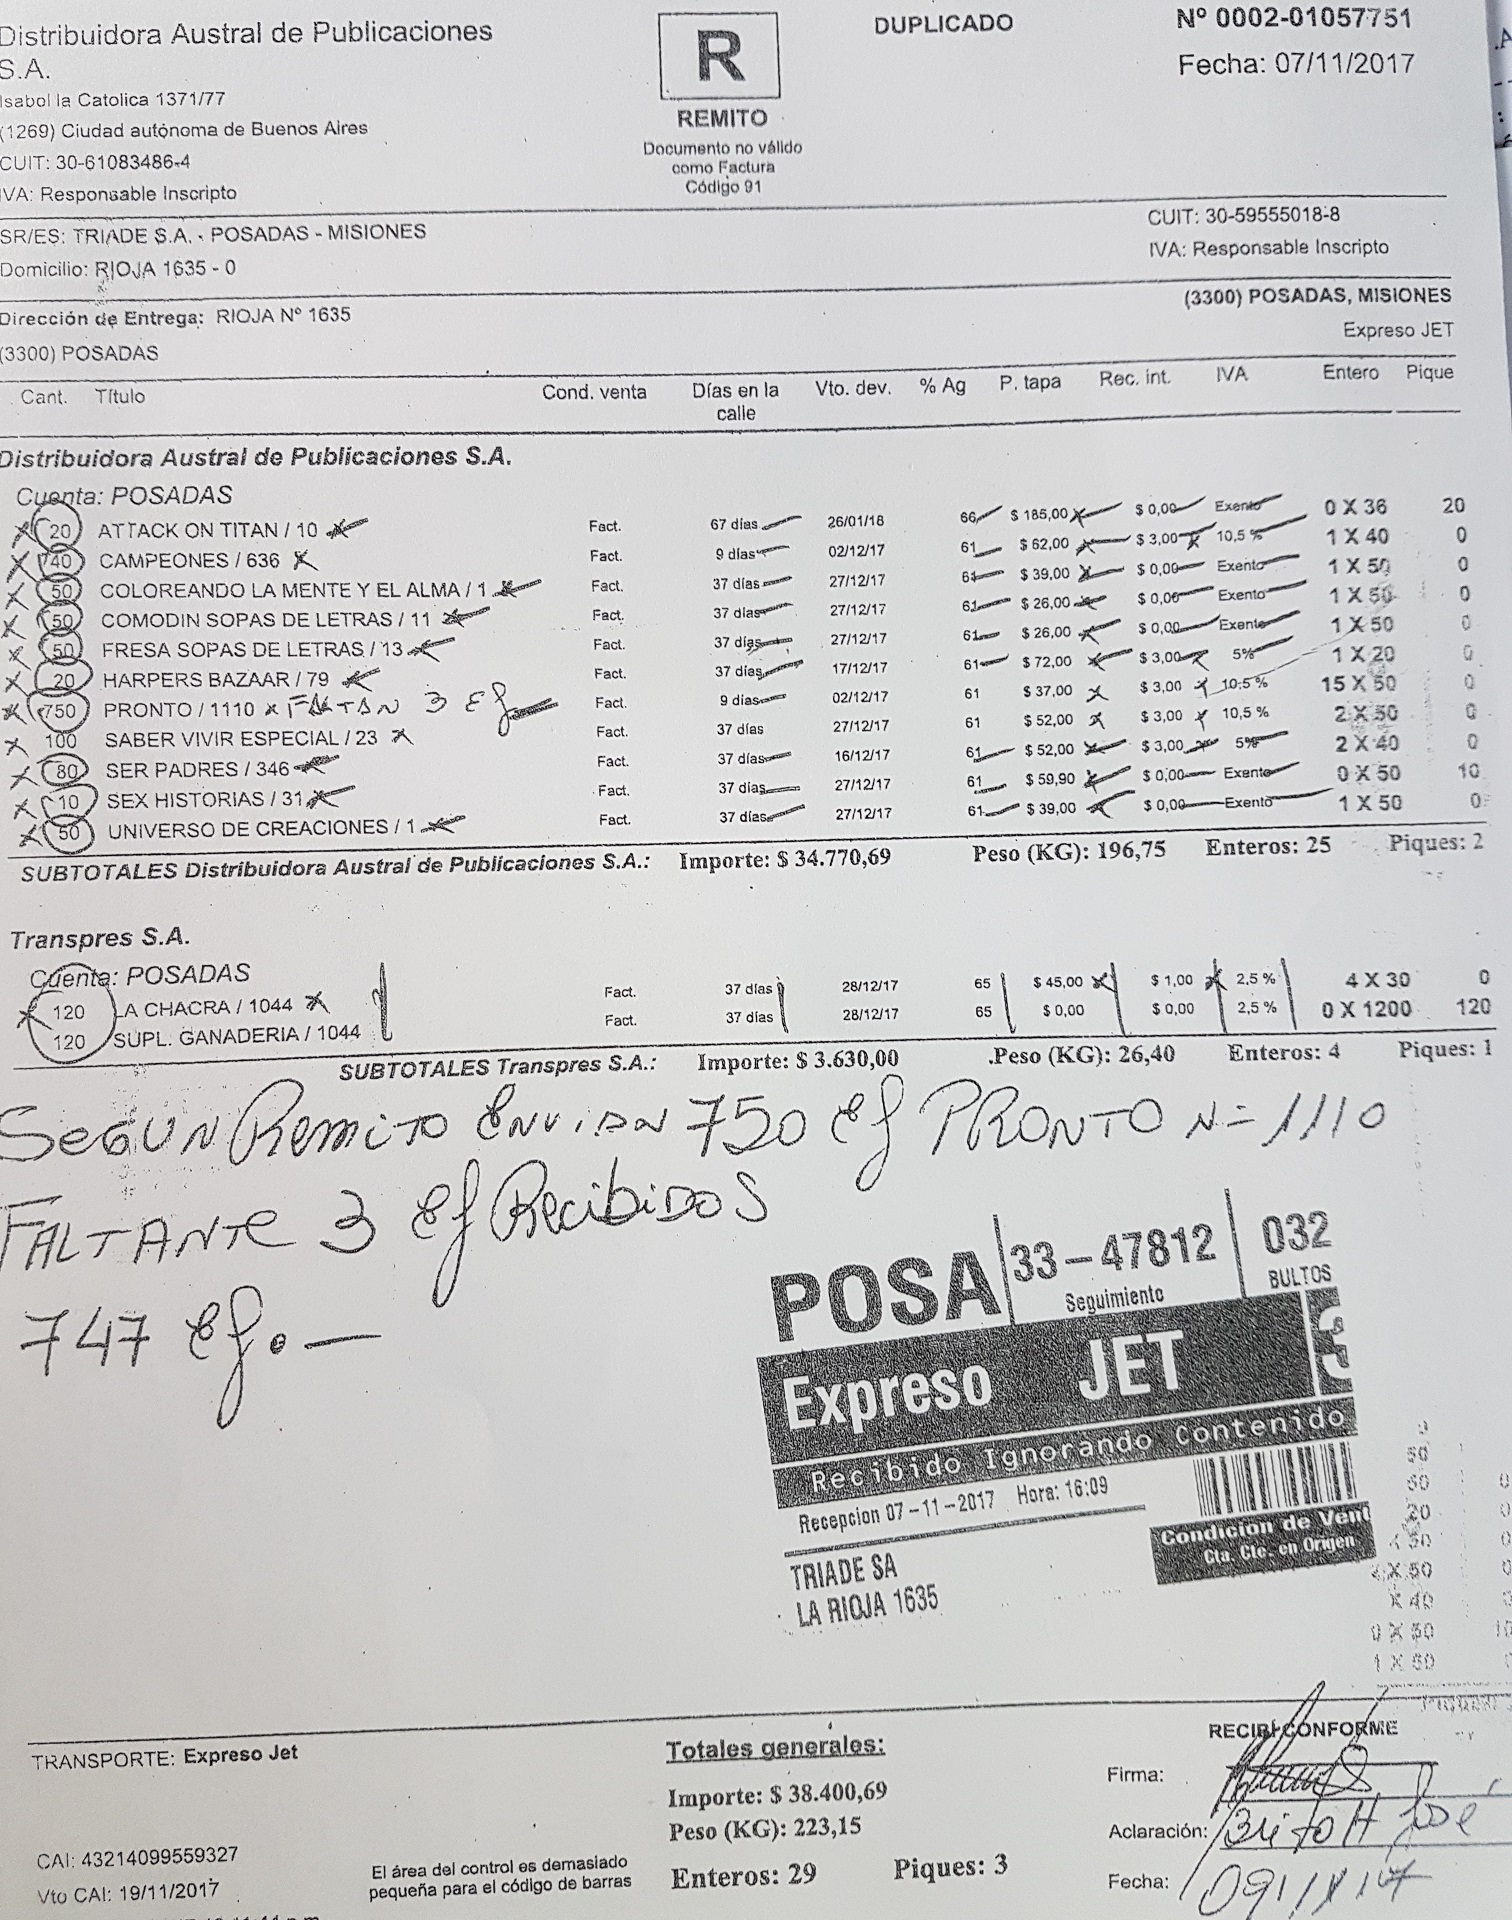 Distribuidora Austral de Publicaciones
S.A.
Isabol la Catolica 1371/77
(1269) Ciudad autónoma de Buenos Aires
CUIT: 30-61083486-4
IVA: Responsable Inscripto
R
REMITO
Documento no válido
como Factura
Código 91
DUPLICADO
Nº 0002-01057751
Fecha: 07/11/2017
SR/ES: TRIADE S.A. - POSADAS - MISIONES
Domicilio: RIOJA 1635 - 0
CUIT: 30-59555018-8
IVA: Responsable Inscripto
Dirección de Entrega: RIOJA Nº 1635
(3300) POSADAS
(3300) POSADAS, MISIONES
Expreso JET
Cant. Título Cond. venta Días en la calle Vto. dev. % Ag P. tapa Rec. int. IVA Entero Pique
Distribuidora Austral de Publicaciones S.A.
Cuenta: POSADAS
20 ATTACK ON TITAN / 10 Fact. 67 días 26/01/18 66 $ 185,00 $ 0,00 Exento 0 X 36 20
40 CAMPEONES / 636 Fact. 9 días 02/12/17 61 $ 62,00 $ 3,00 10,5 % 1 X 40 0
50 COLOREANDO LA MENTE Y EL ALMA / 1 Fact. 37 días 27/12/17 61 $ 39,00 $ 0,00 Exento 1 X 50 0
50 COMODIN SOPAS DE LETRAS / 11 Fact. 37 días 27/12/17 61 $ 26,00 $ 0,00 Exento 1 X 50 0
50 FRESA SOPAS DE LETRAS / 13 Fact. 37 días 27/12/17 61 $ 26,00 $ 0,00 Exento 1 X 50 0
20 HARPERS BAZAAR / 79 Fact. 37 días 17/12/17 61 $ 72,00 $ 3,00 5% 1 X 20 0
750 PRONTO / 1110 x FALTAN 3 Ef Fact. 9 días 02/12/17 61 $ 37,00 $ 3,00 10,5 % 15 X 50 0
100 SABER VIVIR ESPECIAL / 23 Fact. 37 días 27/12/17 61 $ 52,00 $ 3,00 10,5 % 2 X 50 0
80 SER PADRES / 346 Fact. 37 días 16/12/17 61 $ 52,00 $ 3,00 5% 2 X 40 0
10 SEX HISTORIAS / 31 Fact. 37 días 27/12/17 61 $ 59,90 $ 0,00 Exento 0 X 50 10
50 UNIVERSO DE CREACIONES / 1 Fact. 37 días 27/12/17 61 $ 39,00 $ 0,00 Exento 1 X 50 0
SUBTOTALES Distribuidora Austral de Publicaciones S.A.: Importe: $ 34.770,69 Peso (KG): 196,75 Enteros: 25 Piques: 2
Transpres S.A.
Cuenta: POSADAS
120 LA CHACRA / 1044 Fact. 37 días 28/12/17 65 $ 45,00 $ 1,00 2,5 % 4 X 30 0
120 SUPL. GANADERIA / 1044 Fact. 37 días 28/12/17 65 $ 0,00 $ 0,00 2,5 % 0 X 1200 120
SUBTOTALES Transpres S.A.: Importe: $ 3.630,00 .Peso (KG): 26,40 Enteros: 4 Piques: 1
SEGUN Remito ENVIAN 750 Ef PRONTO N= 1110
FALTANTE 3 Ef RecibiDOS
747 Ef. —
POSA 33-47812 032
Seguimiento BULTOS
Expreso JET 3
Recibido Ignorando Contenido
Recepcion 07-11-2017 Hora: 16:09
Condicion de Vent
Cta. Cte. en Origen
TRIADE SA
LA RIOJA 1635
50
X 50
X 40
0 X 50 10
1 X 50
TRANSPORTE: Expreso Jet
CAI: 43214099559327
Vto CAI: 19/11/2017
El área del control es demasiado
pequeña para el código de barras
Totales generales:
Importe: $ 38.400,69
Peso (KG): 223,15
Enteros: 29 Piques: 3
RECIBI CONFORME
Firma:
Aclaración: José
Fecha: 09/11/17